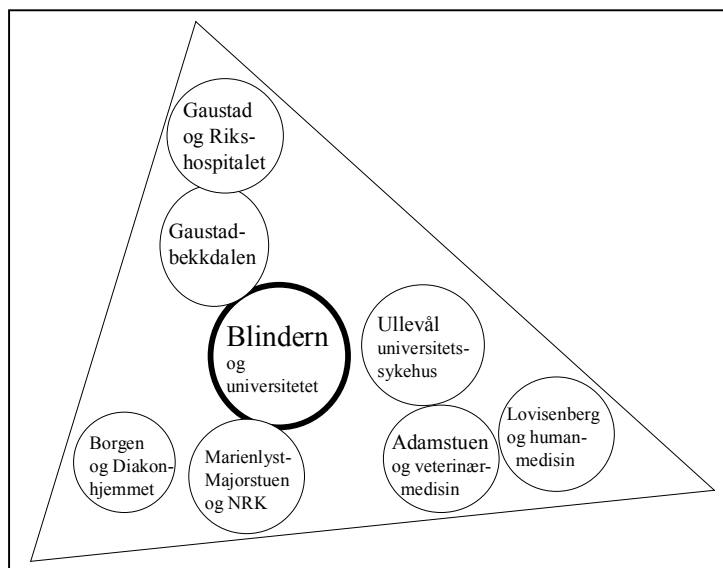 Gaustad
og Riks-
hospitalet
Gaustad-
bekkdalen
Blindern
og
universitetet
Ullevål
universitets-
sykehus
Borgen
og Diakon-
hjemmet
Marienlyst-
Majorstuen
og NRK
Adamstuen
og veterinær-
medisin
Lovisenberg
og human-
medisin